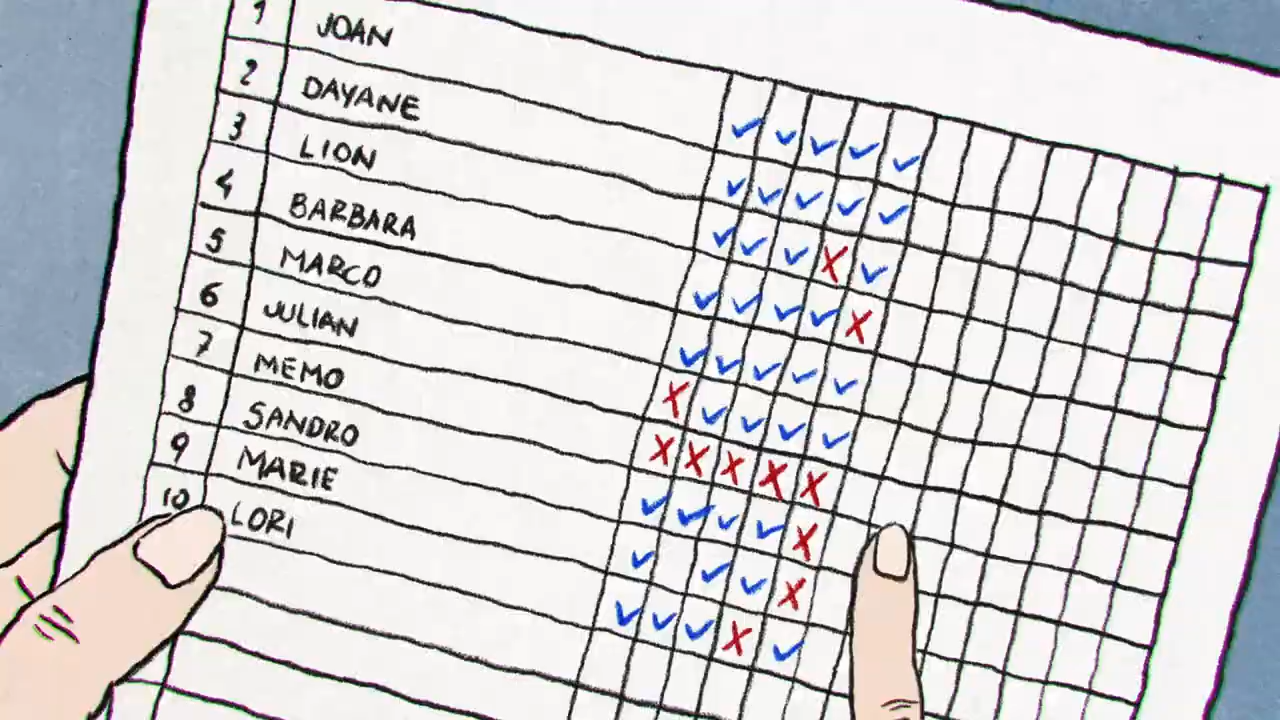 1 JOAN ✓ ✓ ✓ ✓ ✓
2 DAYANE ✓ ✓ ✓ ✓ ✓
3 LION ✓ ✓ ✓ X ✓
4 BARBARA ✓ ✓ ✓ ✓ X
5 MARCO ✓ ✓ ✓ ✓ ✓
6 JULIAN X ✓ ✓ ✓ ✓
7 MEMO X X X X X
8 SANDRO ✓ ✓ ✓ ✓ X
9 MARIE ✓ ✓ ✓ X
10 LORI ✓ ✓ ✓ X ✓